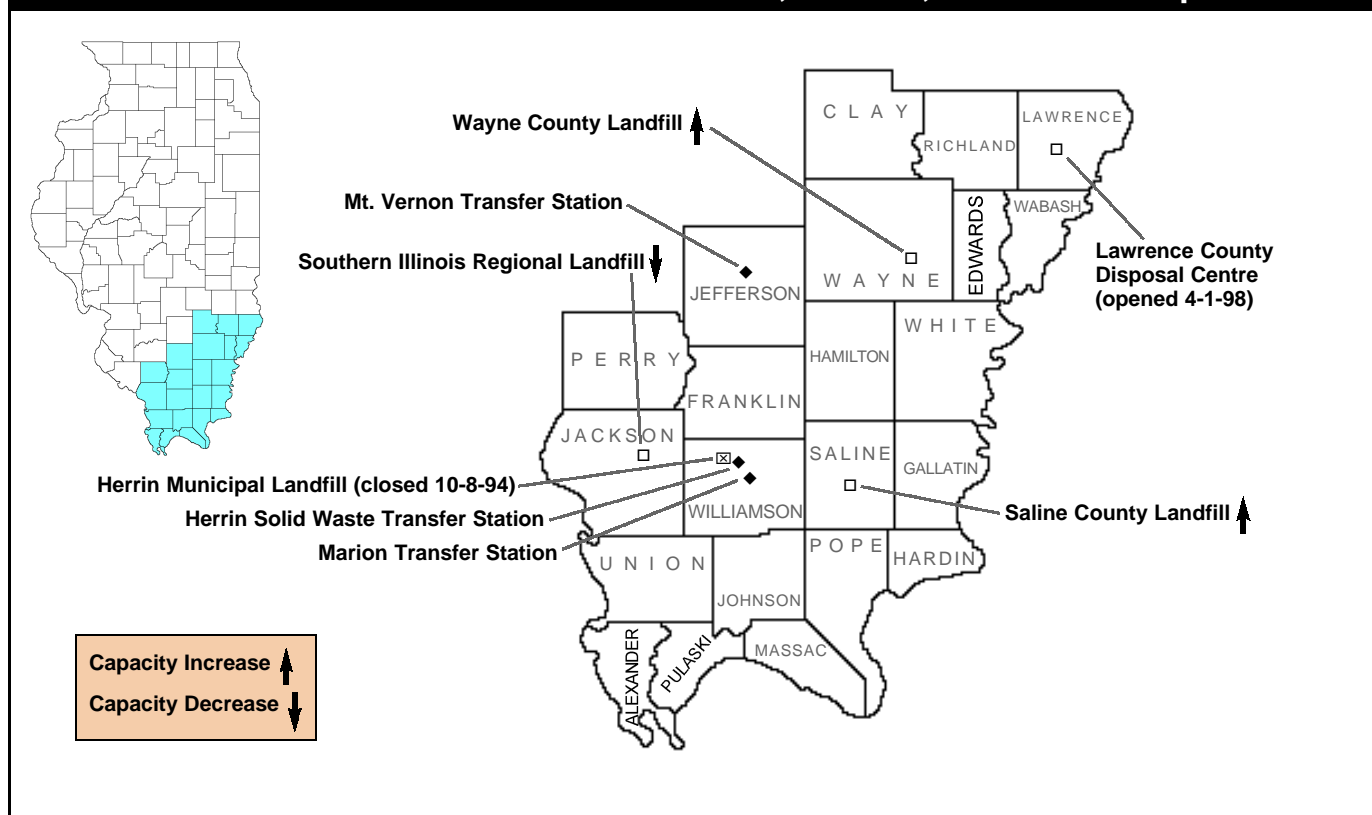 Wayne County Landfill
Mt. Vernon Transfer Station
Southern Illinois Regional Landfill
CLAY
RICHLAND
LAWRENCE
WABASH
EDWARDS
WAYNE
Lawrence County
Disposal Centre
(opened 4-1-98)
JEFFERSON
PERRY
HAMILTON
WHITE
FRANKLIN
JACKSON
SALINE
GALLATIN
Herrin Municipal Landfill (closed 10-8-94)
Herrin Solid Waste Transfer Station
Marion Transfer Station
WILLIAMSON
Saline County Landfill
POPE
HARDIN
UNION
JOHNSON
ALEXANDER
PULASKI
MASSAC
Capacity Increase
Capacity Decrease